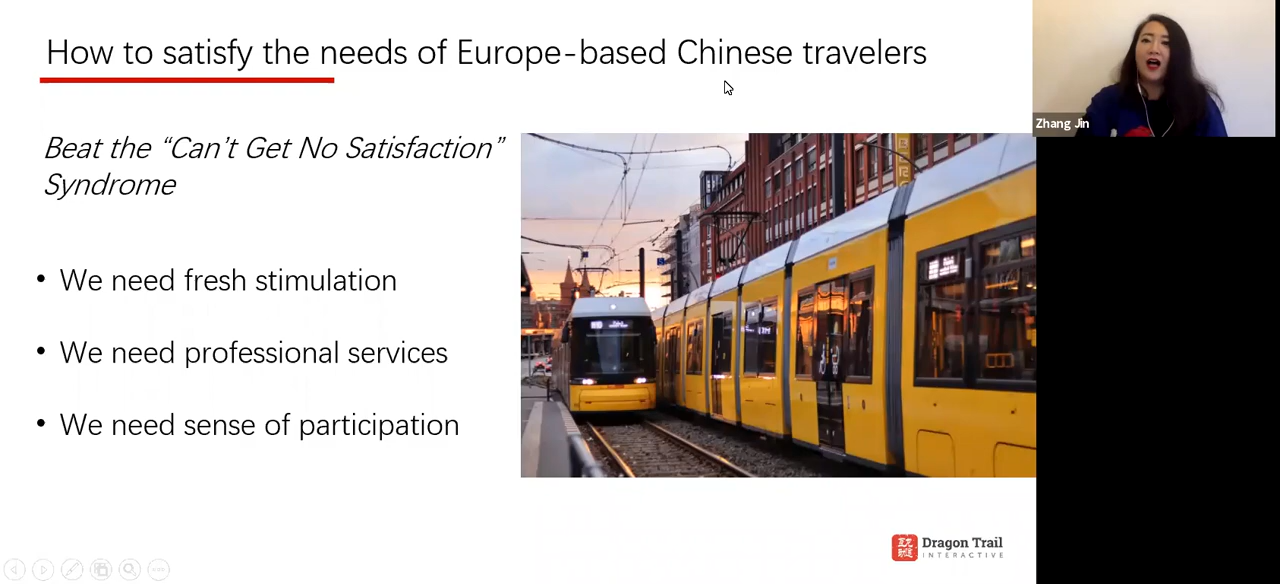 How to satisfy the needs of Europe-based Chinese travelers
Zhang Jin
Beat the “Can’t Get No Satisfaction”
Syndrome
• We need fresh stimulation
• We need professional services
• We need sense of participation
Dragon Trail
INTERACTIVE